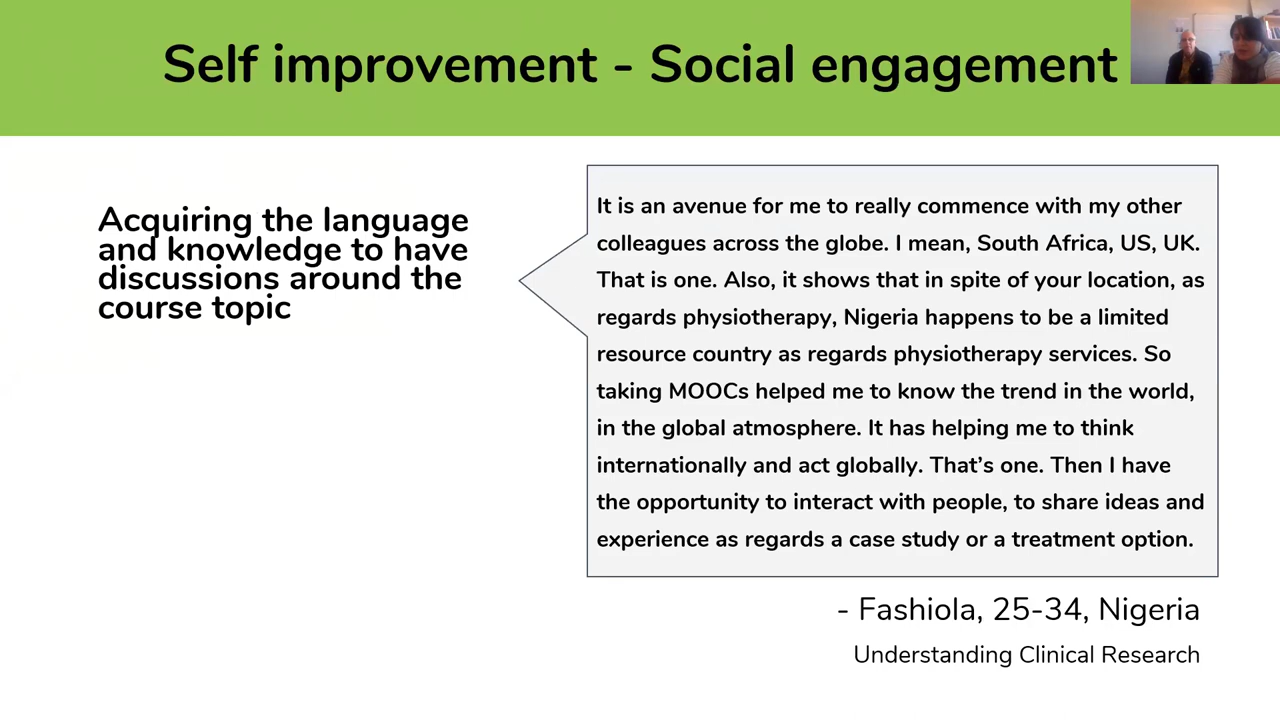 Self improvement - Social engagement
Acquiring the language
and knowledge to have
discussions around the
course topic
It is an avenue for me to really commence with my other
colleagues across the globe. I mean, South Africa, US, UK.
That is one. Also, it shows that in spite of your location, as
regards physiotherapy, Nigeria happens to be a limited
resource country as regards physiotherapy services. So
taking MOOCs helped me to know the trend in the world,
in the global atmosphere. It has helping me to think
internationally and act globally. That’s one. Then I have
the opportunity to interact with people, to share ideas and
experience as regards a case study or a treatment option.
- Fashiola, 25-34, Nigeria
Understanding Clinical Research